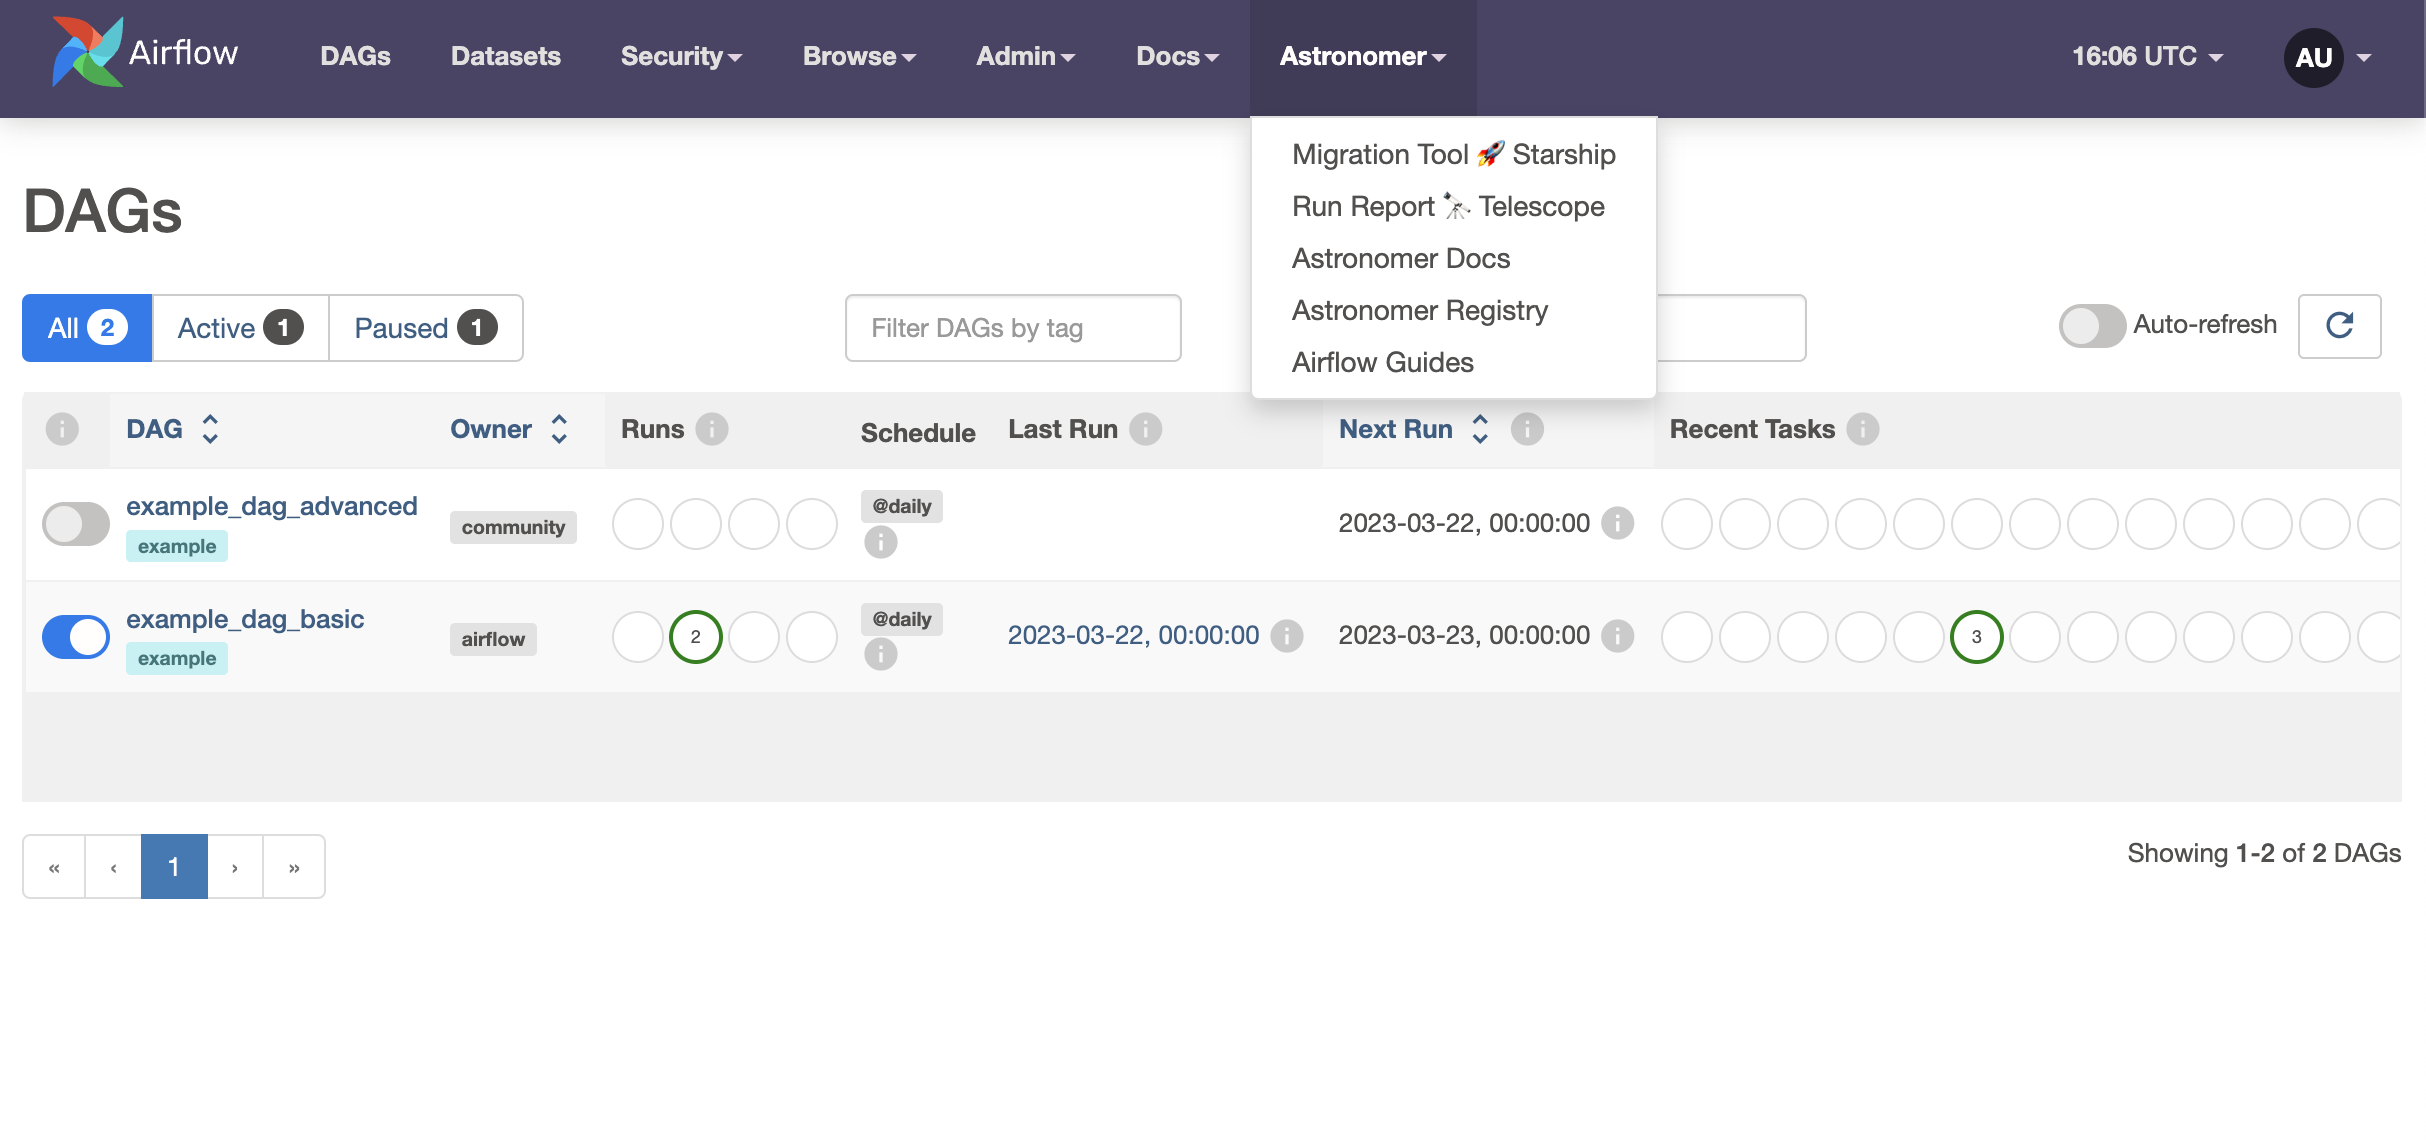 Airflow DAGs Datasets Security Browse Admin Docs Astronomer 16:06 UTC AU
Migration Tool 🚀 Starship
Run Report 🔭 Telescope
Astronomer Docs
Astronomer Registry
Airflow Guides
DAGs
All 2 Active 1 Paused 1 Filter DAGs by tag Auto-refresh
DAG Owner Runs Schedule Last Run Next Run Recent Tasks
example_dag_advanced
example
community
@daily
2023-03-22, 00:00:00
example_dag_basic
example
airflow
2
@daily
2023-03-22, 00:00:00
2023-03-23, 00:00:00
3
« ‹ 1 › »
Showing 1-2 of 2 DAGs